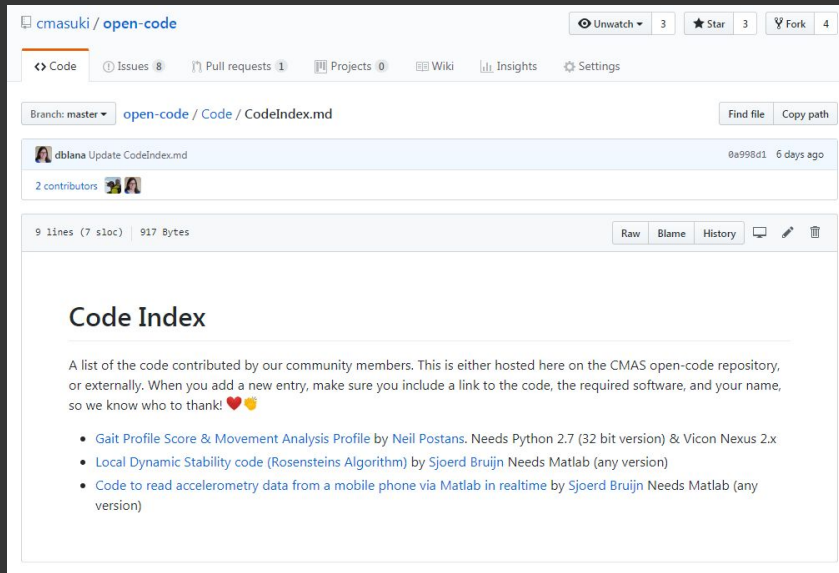 cmasuki / open-code
Unwatch 3 Star 3 Fork 4
Code Issues 8 Pull requests 1 Projects 0 Wiki Insights Settings
Branch: master open-code / Code / CodeIndex.md Find file Copy path
dblana Update CodeIndex.md 0a998d1 6 days ago
2 contributors
9 lines (7 sloc) 917 Bytes Raw Blame History
Code Index
A list of the code contributed by our community members. This is either hosted here on the CMAS open-code repository,
or externally. When you add a new entry, make sure you include a link to the code, the required software, and your name,
so we know who to thank! ❤️👏
• Gait Profile Score & Movement Analysis Profile by Neil Postans. Needs Python 2.7 (32 bit version) & Vicon Nexus 2.x
• Local Dynamic Stability code (Rosensteins Algorithm) by Sjoerd Bruijn Needs Matlab (any version)
• Code to read accelerometry data from a mobile phone via Matlab in realtime by Sjoerd Bruijn Needs Matlab (any
version)